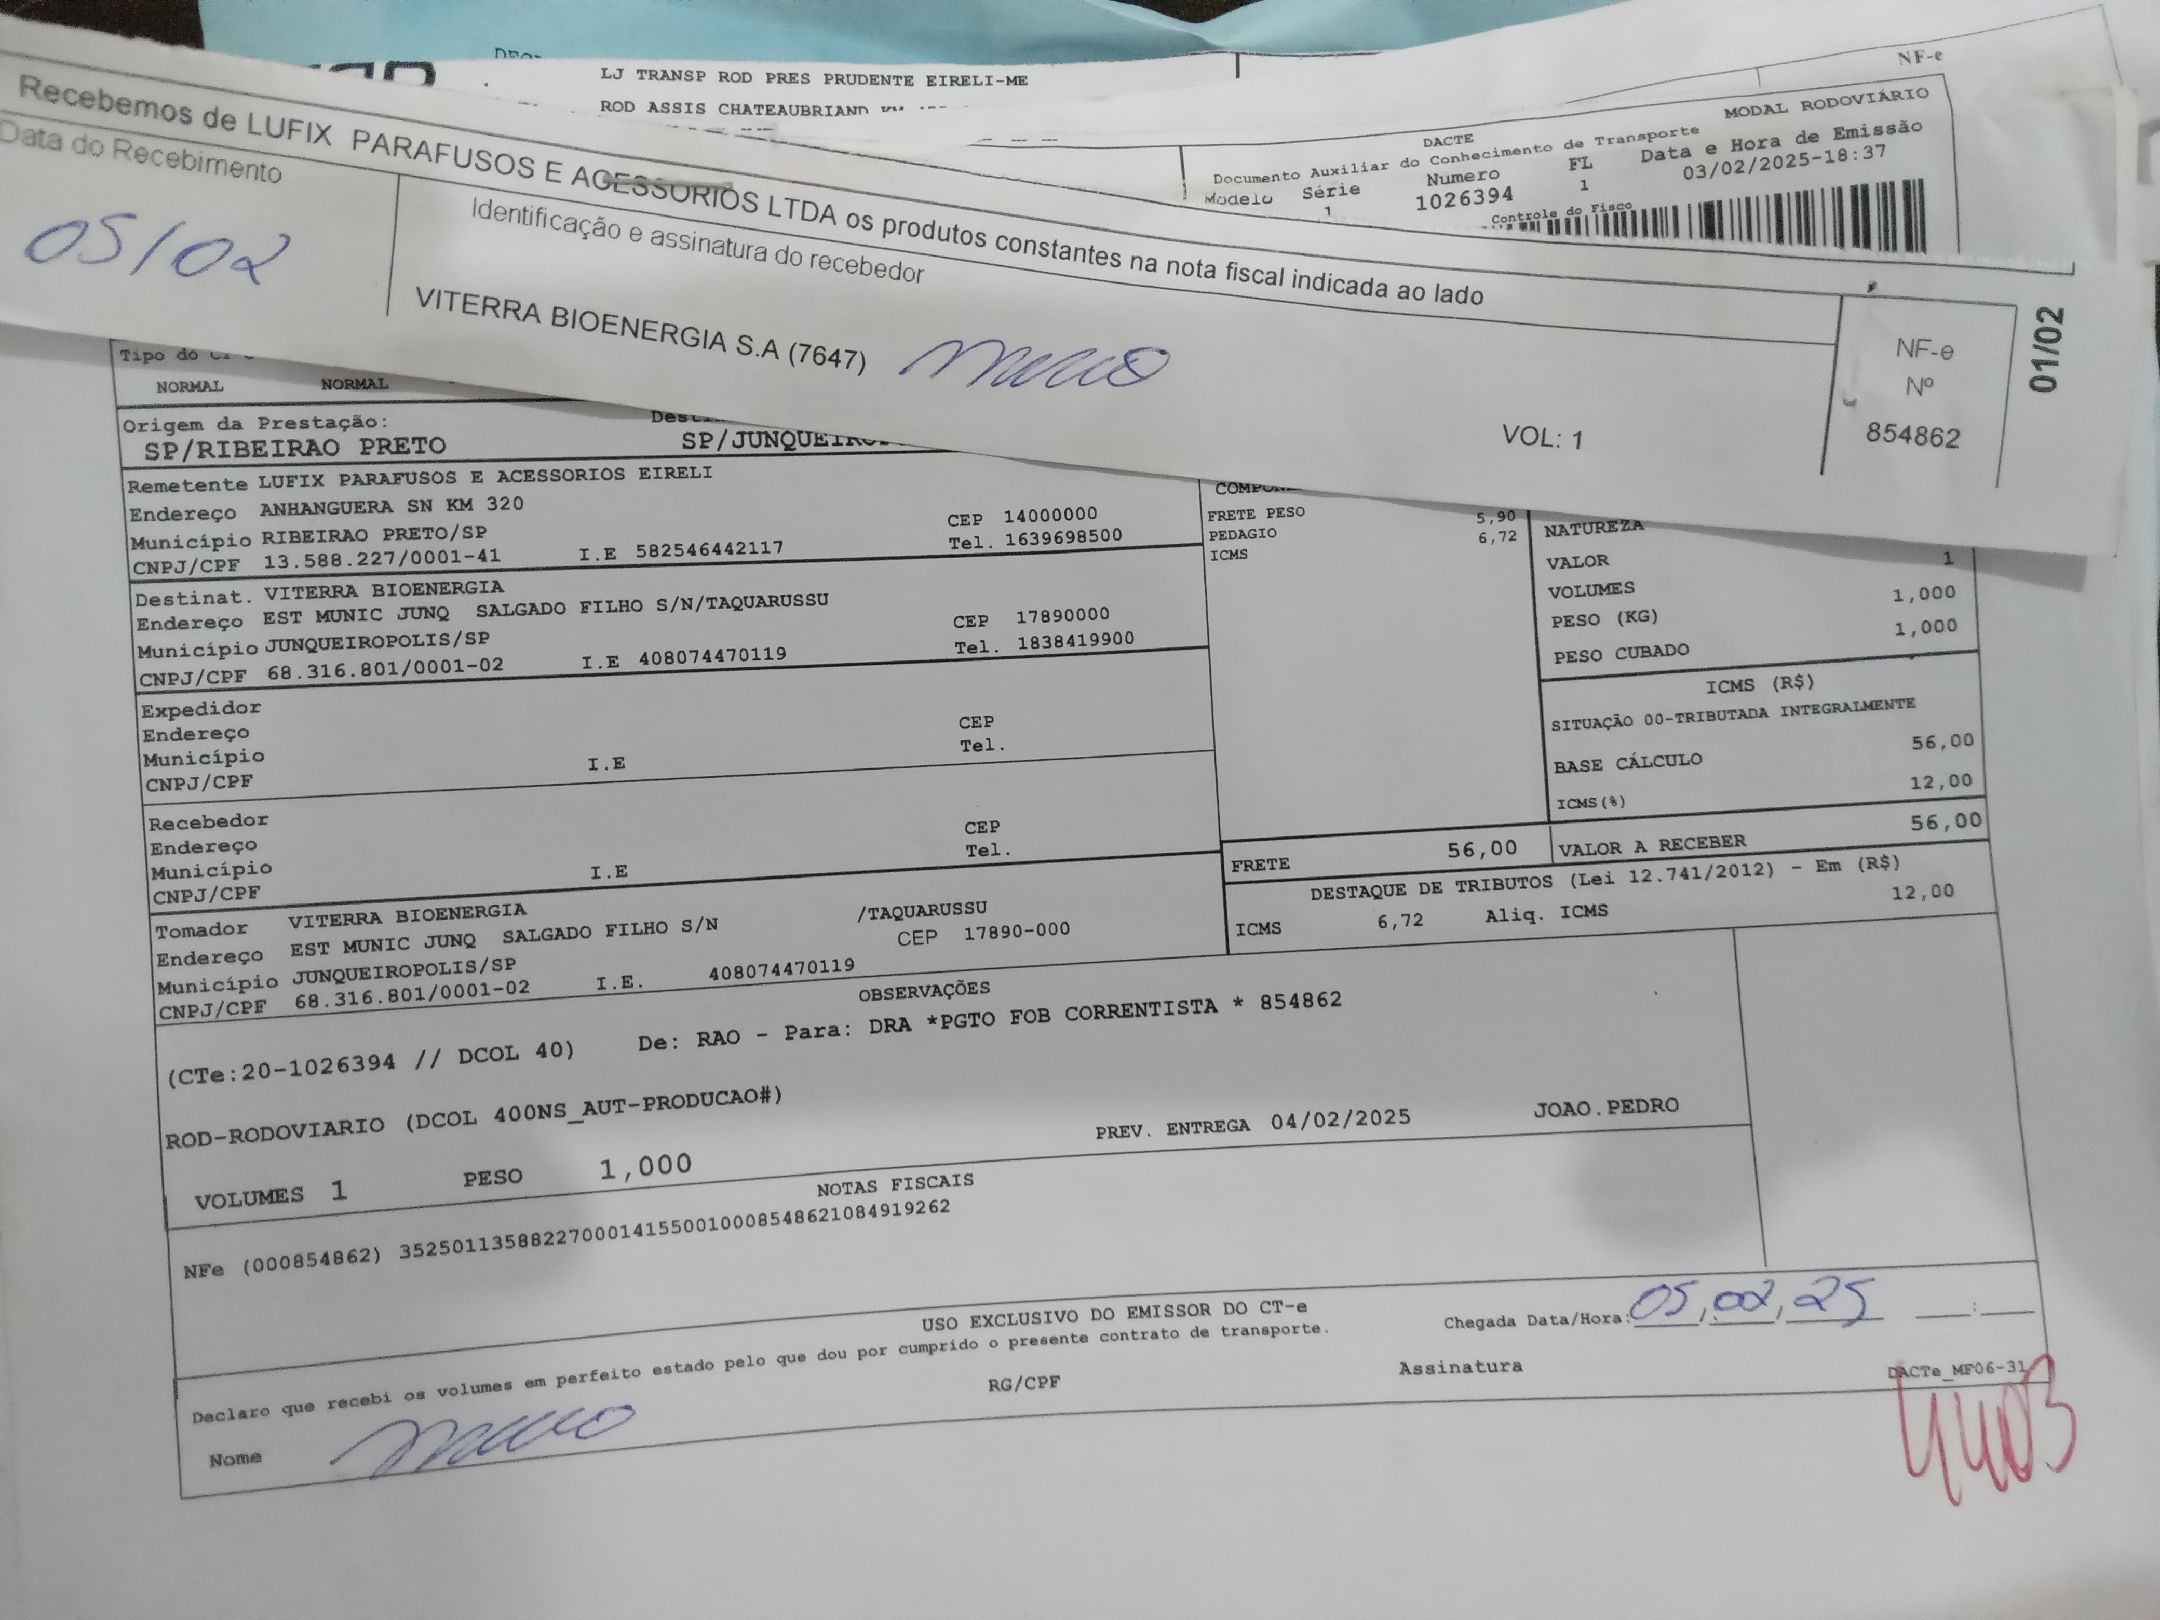 LJ TRANSP ROD PRES PRUDENTE EIRELI-ME
ROD ASSIS CHATEAUBRIAND
NF-e
MODAL RODOVIÁRIO
DACTE
Documento Auxiliar do Conhecimento de Transporte
Modelo Série Numero FL Data e Hora de Emissão
1 1026394 1 03/02/2025-18:37
Controle do Fisco
Recebemos de LUFIX PARAFUSOS E ACESSORIOS LTDA os produtos constantes na nota fiscal indicada ao lado
Data do Recebimento
Identificação e assinatura do recebedor
05/02
VITERRA BIOENERGIA S.A (7647)
VOL: 1
NF-e
Nº
854862
01/02
Tipo do
NORMAL NORMAL
Origem da Prestação:
SP/RIBEIRAO PRETO
Remetente LUFIX PARAFUSOS E ACESSORIOS EIRELI
Endereço ANHANGUERA SN KM 320
Município RIBEIRAO PRETO/SP CEP 14000000
CNPJ/CPF 13.588.227/0001-41 I.E 582546442117 Tel. 1639698500
Destinat. VITERRA BIOENERGIA
Endereço EST MUNIC JUNQ SALGADO FILHO S/N/TAQUARUSSU
Município JUNQUEIROPOLIS/SP CEP 17890000
CNPJ/CPF 68.316.801/0001-02 I.E 408074470119 Tel. 1838419900
Expedidor
Endereço
Município CEP
CNPJ/CPF I.E Tel.
Recebedor
Endereço
Município CEP
CNPJ/CPF I.E Tel.
Tomador VITERRA BIOENERGIA
Endereço EST MUNIC JUNQ SALGADO FILHO S/N /TAQUARUSSU
Município JUNQUEIROPOLIS/SP CEP 17890-000
CNPJ/CPF 68.316.801/0001-02 I.E. 408074470119
FRETE PESO 5,90
PEDAGIO 6,72
ICMS
NATUREZA
VALOR 1
VOLUMES 1,000
PESO (KG) 1,000
PESO CUBADO
ICMS (R$)
SITUAÇÃO 00-TRIBUTADA INTEGRALMENTE
BASE CÁLCULO 56,00
ICMS(%) 12,00
FRETE 56,00 VALOR A RECEBER 56,00
DESTAQUE DE TRIBUTOS (Lei 12.741/2012) - Em (R$)
ICMS 6,72 Aliq. ICMS 12,00
OBSERVAÇÕES
(CTe:20-1026394 // DCOL 40) De: RAO - Para: DRA *PGTO FOB CORRENTISTA * 854862
ROD-RODOVIARIO (DCOL 400NS_AUT-PRODUCAO#)
PREV. ENTREGA 04/02/2025 JOAO.PEDRO
VOLUMES 1 PESO 1,000
NOTAS FISCAIS
NFe (000854862) 35250113588227000141550010008548621084919262
USO EXCLUSIVO DO EMISSOR DO CT-e
Declaro que recebi os volumes em perfeito estado pelo que dou por cumprido o presente contrato de transporte.
Chegada Data/Hora: 05/02/25 :
Nome RG/CPF Assinatura
DACTe_MF06-31
4403